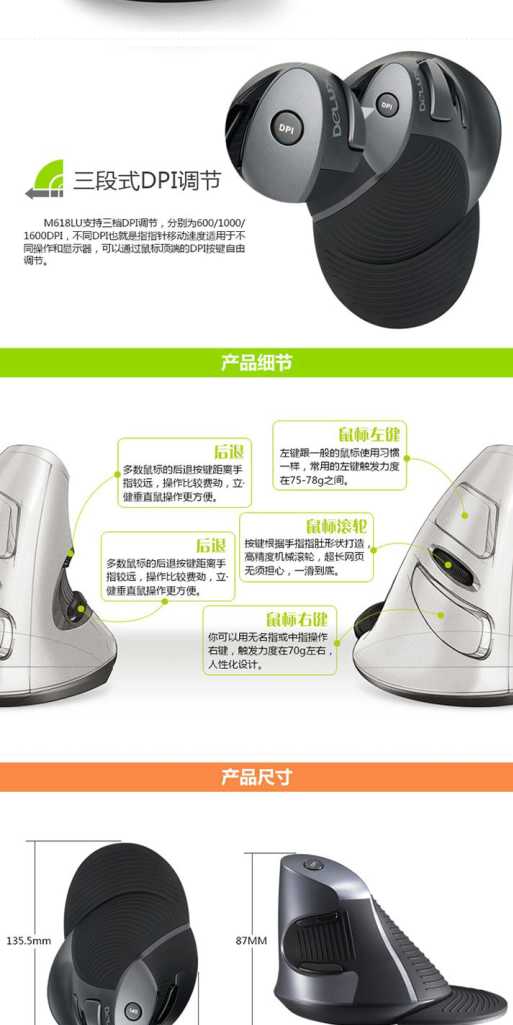 DPI
DeLUX
DPI
DeLUX
三段式DPI调节
M618LU支持三档DPI调节，分别为600/1000/
1600DPI，不同DPI也就是指指针移动速度适用于不
同操作和显示器，可以通过鼠标顶端的DPI按键自由
调节。
产品细节
后退
多数鼠标的后退按键距离手
指较远，操作比较费劲，立·
健垂直鼠操作更方便。
鼠标左键
左键跟一般的鼠标使用习惯
一样，常用的左键触发力度
在75-78g之间。
后退
多数鼠标的后退按键距离手
指较远，操作比较费劲，立·
健垂直鼠操作更方便。
鼠标滚轮
按键根据手指指肚形状打造，
高精度机械滚轮，超长网页
无须担心，一滑到底。
鼠标右键
你可以用无名指或中指操作
右键，触发力度在70g左右，
人性化设计。
产品尺寸
135.5mm
87MM
DPI